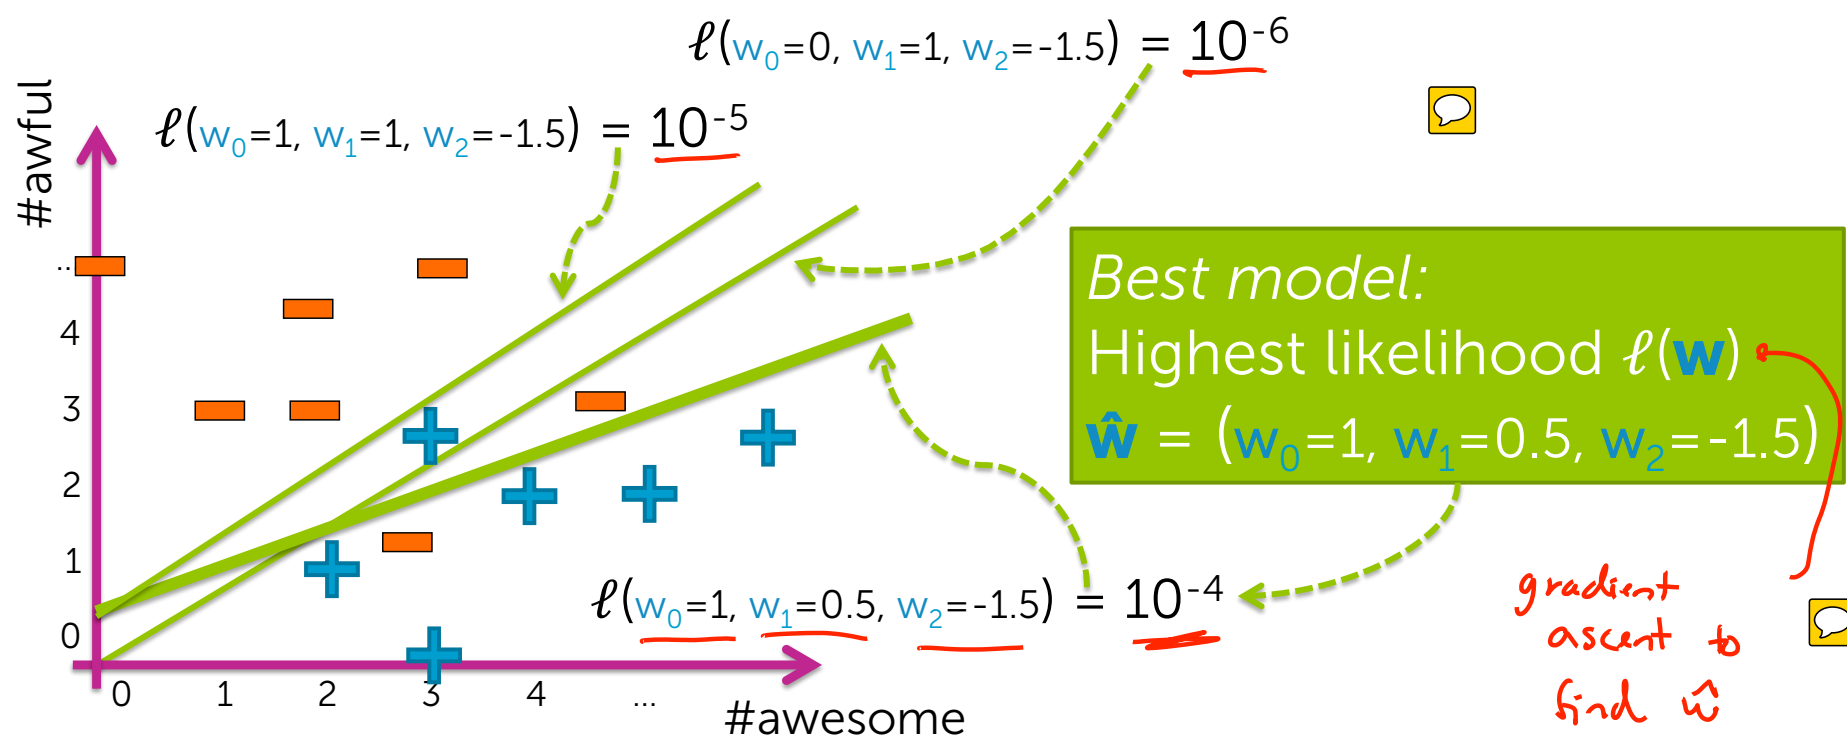 ℓ(w₀=0, w₁=1, w₂=-1.5) = 10⁻⁶
ℓ(w₀=1, w₁=1, w₂=-1.5) = 10⁻⁵
#awful
..
4
3
2
1
0
0 1 2 3 4 ...
#awesome
Best model:
Highest likelihood ℓ(w)
ŵ = (w₀=1, w₁=0.5, w₂=-1.5)
ℓ(w₀=1, w₁=0.5, w₂=-1.5) = 10⁻⁴
gradient
ascent to
find ŵ